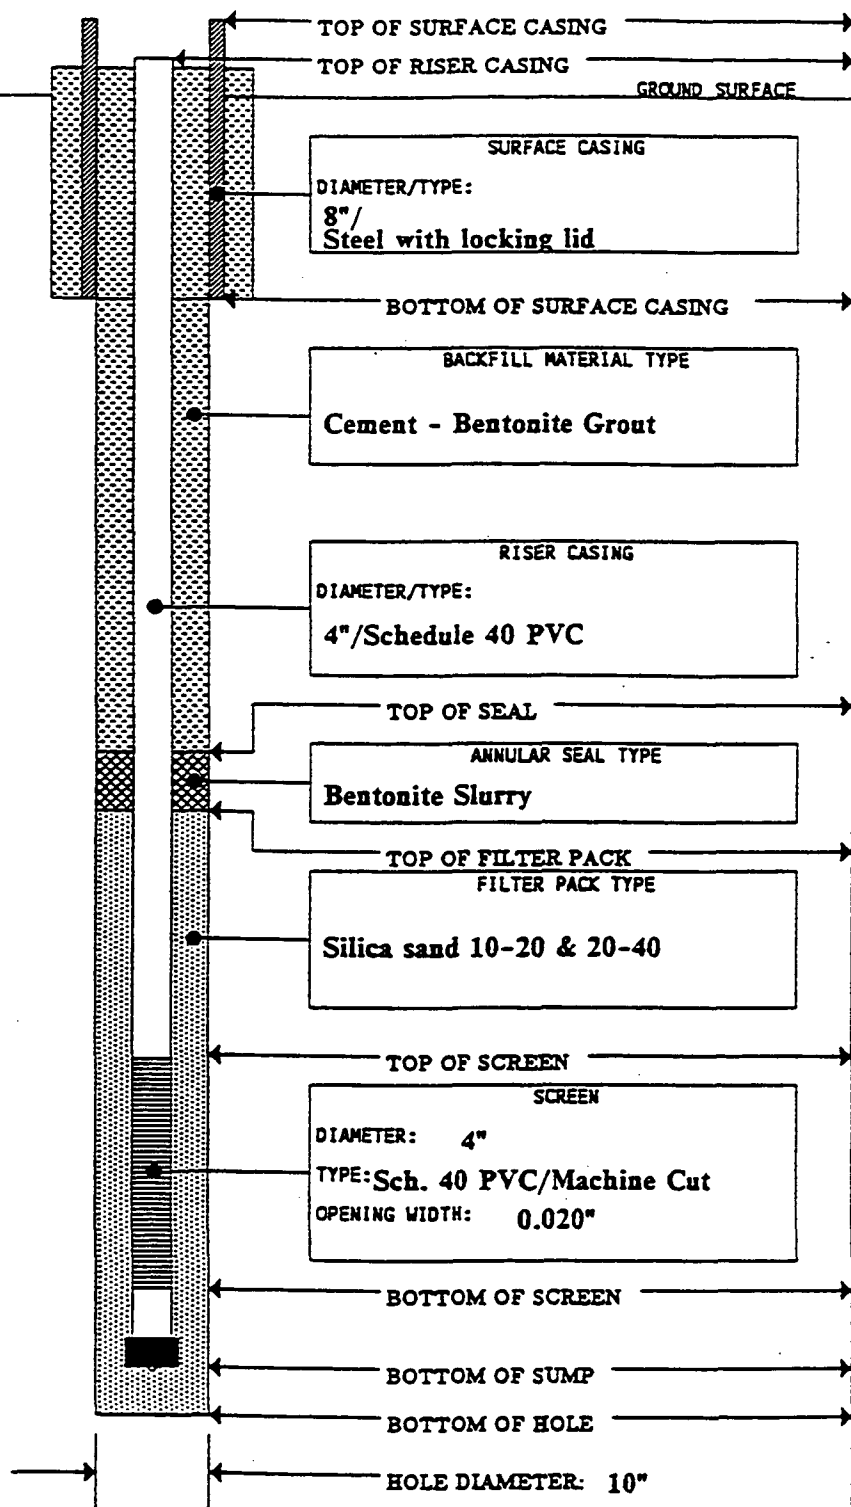 TOP OF SURFACE CASING
TOP OF RISER CASING
GROUND SURFACE
SURFACE CASING
DIAMETER/TYPE:
8"/
Steel with locking lid
BOTTOM OF SURFACE CASING
BACKFILL MATERIAL TYPE
Cement - Bentonite Grout
RISER CASING
DIAMETER/TYPE:
4"/Schedule 40 PVC
TOP OF SEAL
ANNULAR SEAL TYPE
Bentonite Slurry
TOP OF FILTER PACK
FILTER PACK TYPE
Silica sand 10-20 & 20-40
TOP OF SCREEN
SCREEN
DIAMETER: 4"
TYPE: Sch. 40 PVC/Machine Cut
OPENING WIDTH: 0.020"
BOTTOM OF SCREEN
BOTTOM OF SUMP
BOTTOM OF HOLE
HOLE DIAMETER: 10"